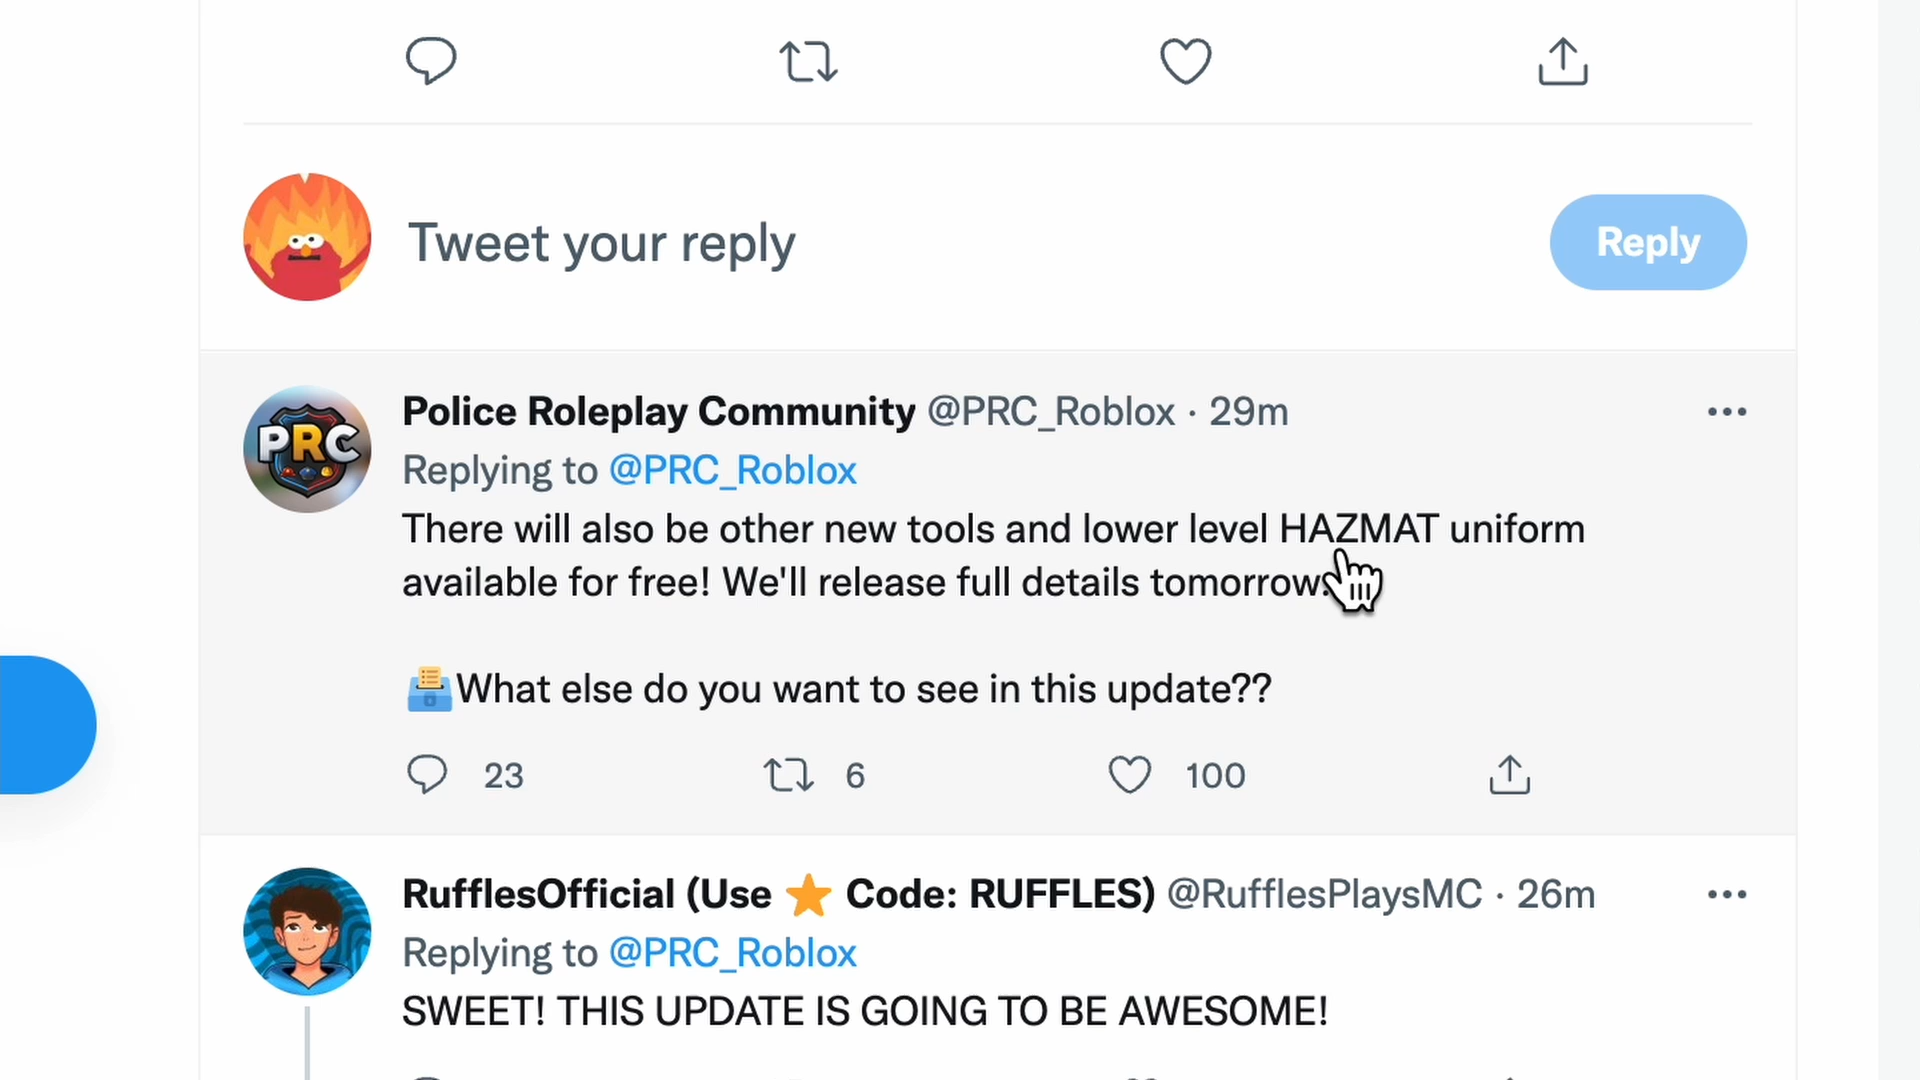 Tweet your reply
Reply
PRC
Police Roleplay Community @PRC_Roblox · 29m
Replying to @PRC_Roblox
There will also be other new tools and lower level HAZMAT uniform
available for free! We'll release full details tomorrow.
🗳️What else do you want to see in this update??
23 6 100
RufflesOfficial (Use ⭐ Code: RUFFLES) @RufflesPlaysMC · 26m
Replying to @PRC_Roblox
SWEET! THIS UPDATE IS GOING TO BE AWESOME!